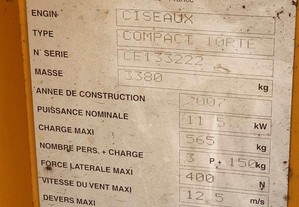 France
ENGIN CISEAUX
TYPE COMPACT 10RTE
N° SERIE CE133222
MASSE 3380 kg
ANNEE DE CONSTRUCTION 2007
PUISSANCE NOMINALE 11.5 kW
CHARGE MAXI 565 kg
NOMBRE PERS. + CHARGE 3 P+ 150 kg
FORCE LATERALE MAXI 400 N
VITESSE DU VENT MAXI 12.5 m/s
DEVERS MAXI